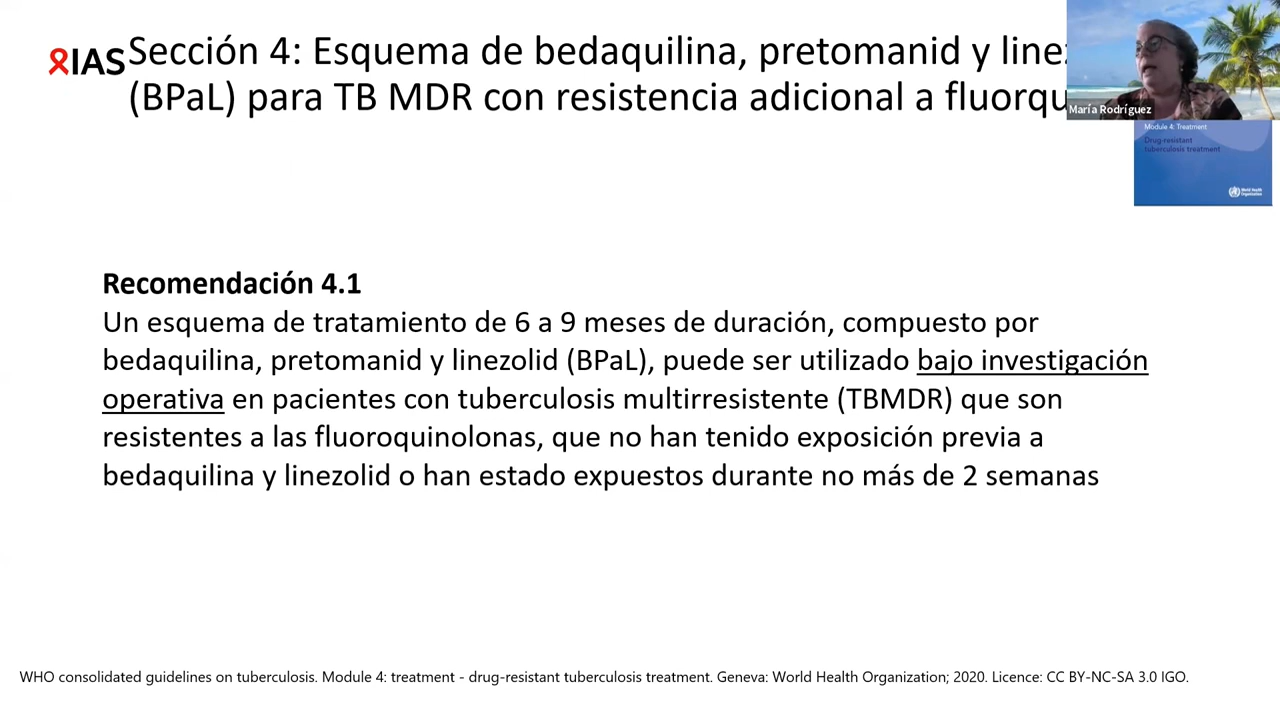 IAS
Sección 4: Esquema de bedaquilina, pretomanid y
(BPaL) para TB MDR con resistencia adicional a
María Rodríguez
Module 4: Treatment
Drug-resistant
tuberculosis treatment
World Health
Organization
Recomendación 4.1
Un esquema de tratamiento de 6 a 9 meses de duración, compuesto por
bedaquilina, pretomanid y linezolid (BPaL), puede ser utilizado bajo investigación
operativa en pacientes con tuberculosis multirresistente (TBMDR) que son
resistentes a las fluoroquinolonas, que no han tenido exposición previa a
bedaquilina y linezolid o han estado expuestos durante no más de 2 semanas
WHO consolidated guidelines on tuberculosis. Module 4: treatment - drug-resistant tuberculosis treatment. Geneva: World Health Organization; 2020. Licence: CC BY-NC-SA 3.0 IGO.